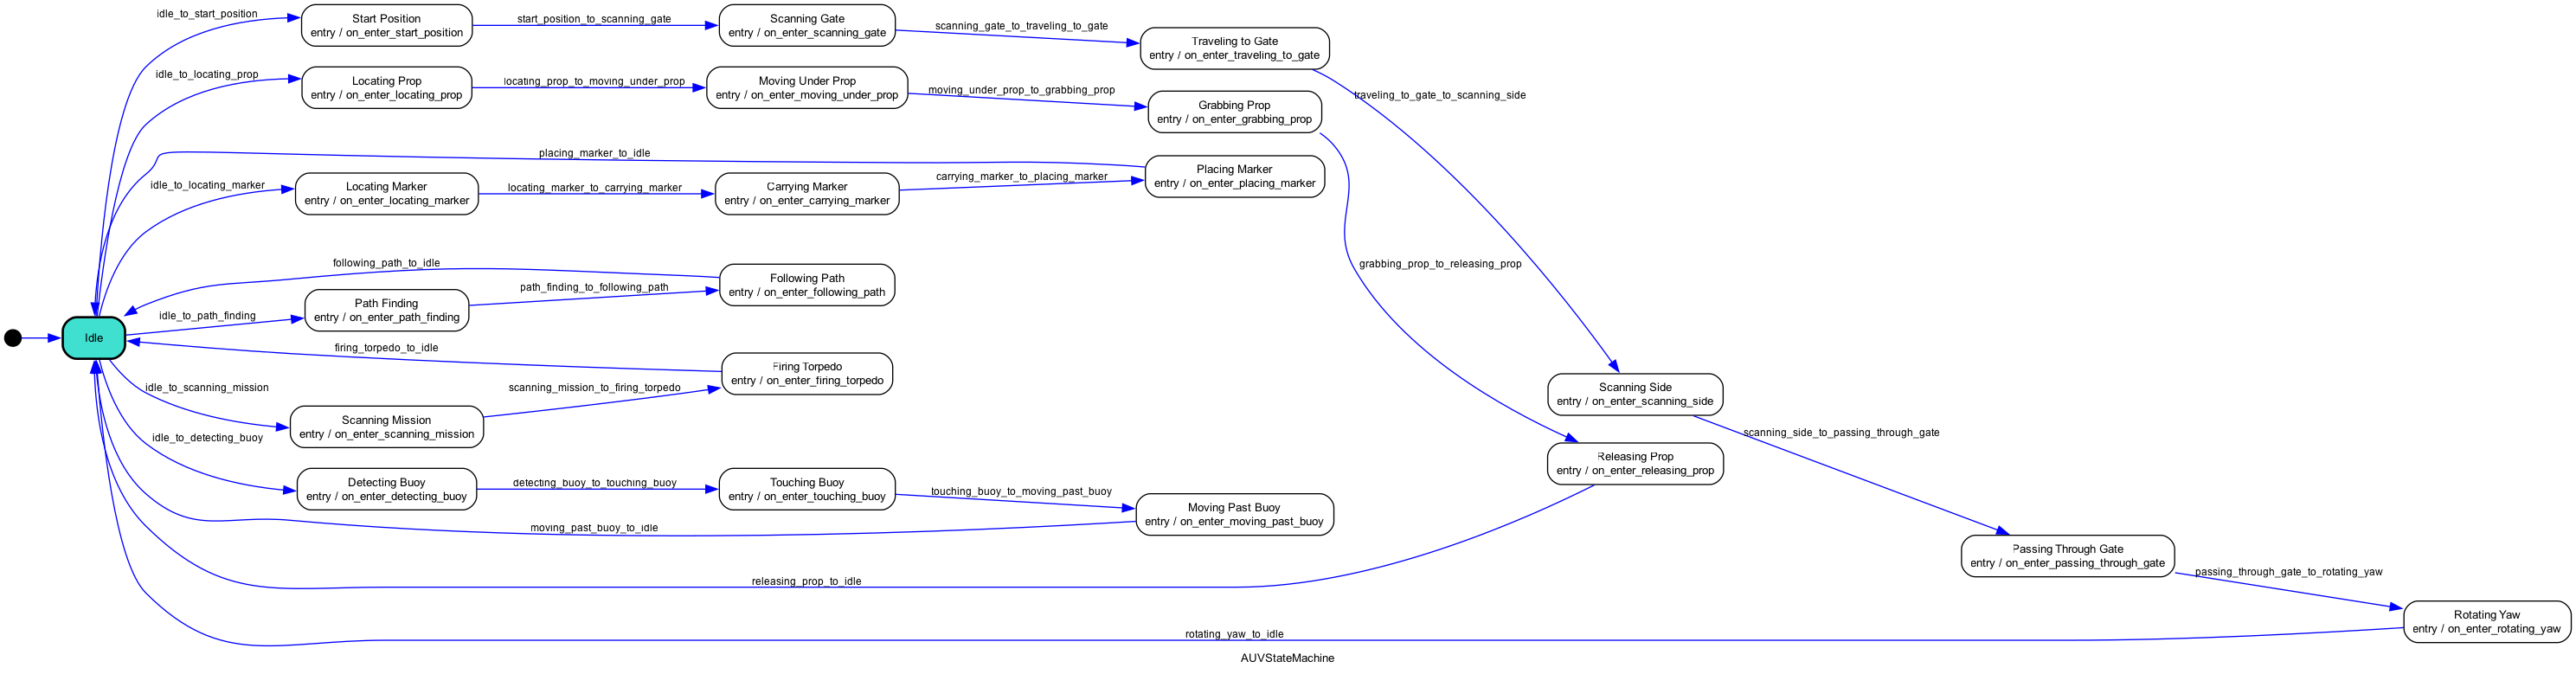 idle_to_start_position
Start Position
entry / on_enter_start_position
start_position_to_scanning_gate
Scanning Gate
entry / on_enter_scanning_gate
scanning_gate_to_traveling_to_gate
Traveling to Gate
entry / on_enter_traveling_to_gate
idle_to_locating_prop
Locating Prop
entry / on_enter_locating_prop
locating_prop_to_moving_under_prop
Moving Under Prop
entry / on_enter_moving_under_prop
moving_under_prop_to_grabbing_prop
Grabbing Prop
entry / on_enter_grabbing_prop
traveling_to_gate_to_scanning_side
placing_marker_to_idle
idle_to_locating_marker
Locating Marker
entry / on_enter_locating_marker
locating_marker_to_carrying_marker
Carrying Marker
entry / on_enter_carrying_marker
carrying_marker_to_placing_marker
Placing Marker
entry / on_enter_placing_marker
following_path_to_idle
Following Path
entry / on_enter_following_path
grabbing_prop_to_releasing_prop
idle_to_path_finding
Path Finding
entry / on_enter_path_finding
path_finding_to_following_path
Idle
firing_torpedo_to_idle
Firing Torpedo
entry / on_enter_firing_torpedo
idle_to_scanning_mission
scanning_mission_to_firing_torpedo
Scanning Side
entry / on_enter_scanning_side
Scanning Mission
entry / on_enter_scanning_mission
idle_to_detecting_buoy
scanning_side_to_passing_through_gate
Releasing Prop
entry / on_enter_releasing_prop
Detecting Buoy
entry / on_enter_detecting_buoy
detecting_buoy_to_touching_buoy
Touching Buoy
entry / on_enter_touching_buoy
touching_buoy_to_moving_past_buoy
Moving Past Buoy
entry / on_enter_moving_past_buoy
moving_past_buoy_to_idle
Passing Through Gate
entry / on_enter_passing_through_gate
releasing_prop_to_idle
passing_through_gate_to_rotating_yaw
Rotating Yaw
entry / on_enter_rotating_yaw
rotating_yaw_to_idle
AUVStateMachine